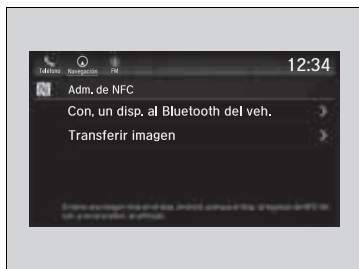 12:34
Teléfono Navegación FM
Adm. de NFC
Con, un disp. al Bluetooth del veh.
Transferir imagen